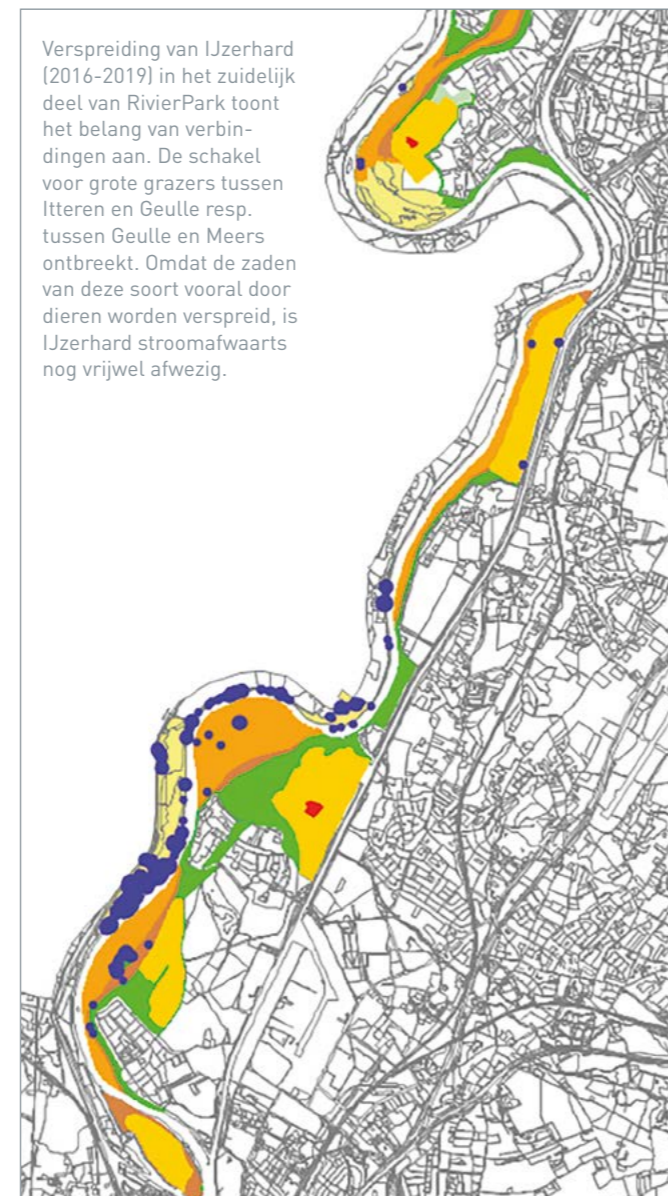 Verspreiding van IJzerhard
(2016-2019) in het zuidelijk
deel van RivierPark toont
het belang van verbin-
dingen aan. De schakel
voor grote grazers tussen
Itteren en Geulle resp.
tussen Geulle en Meers
ontbreekt. Omdat de zaden
van deze soort vooral door
dieren worden verspreid, is
IJzerhard stroomafwaarts
nog vrijwel afwezig.